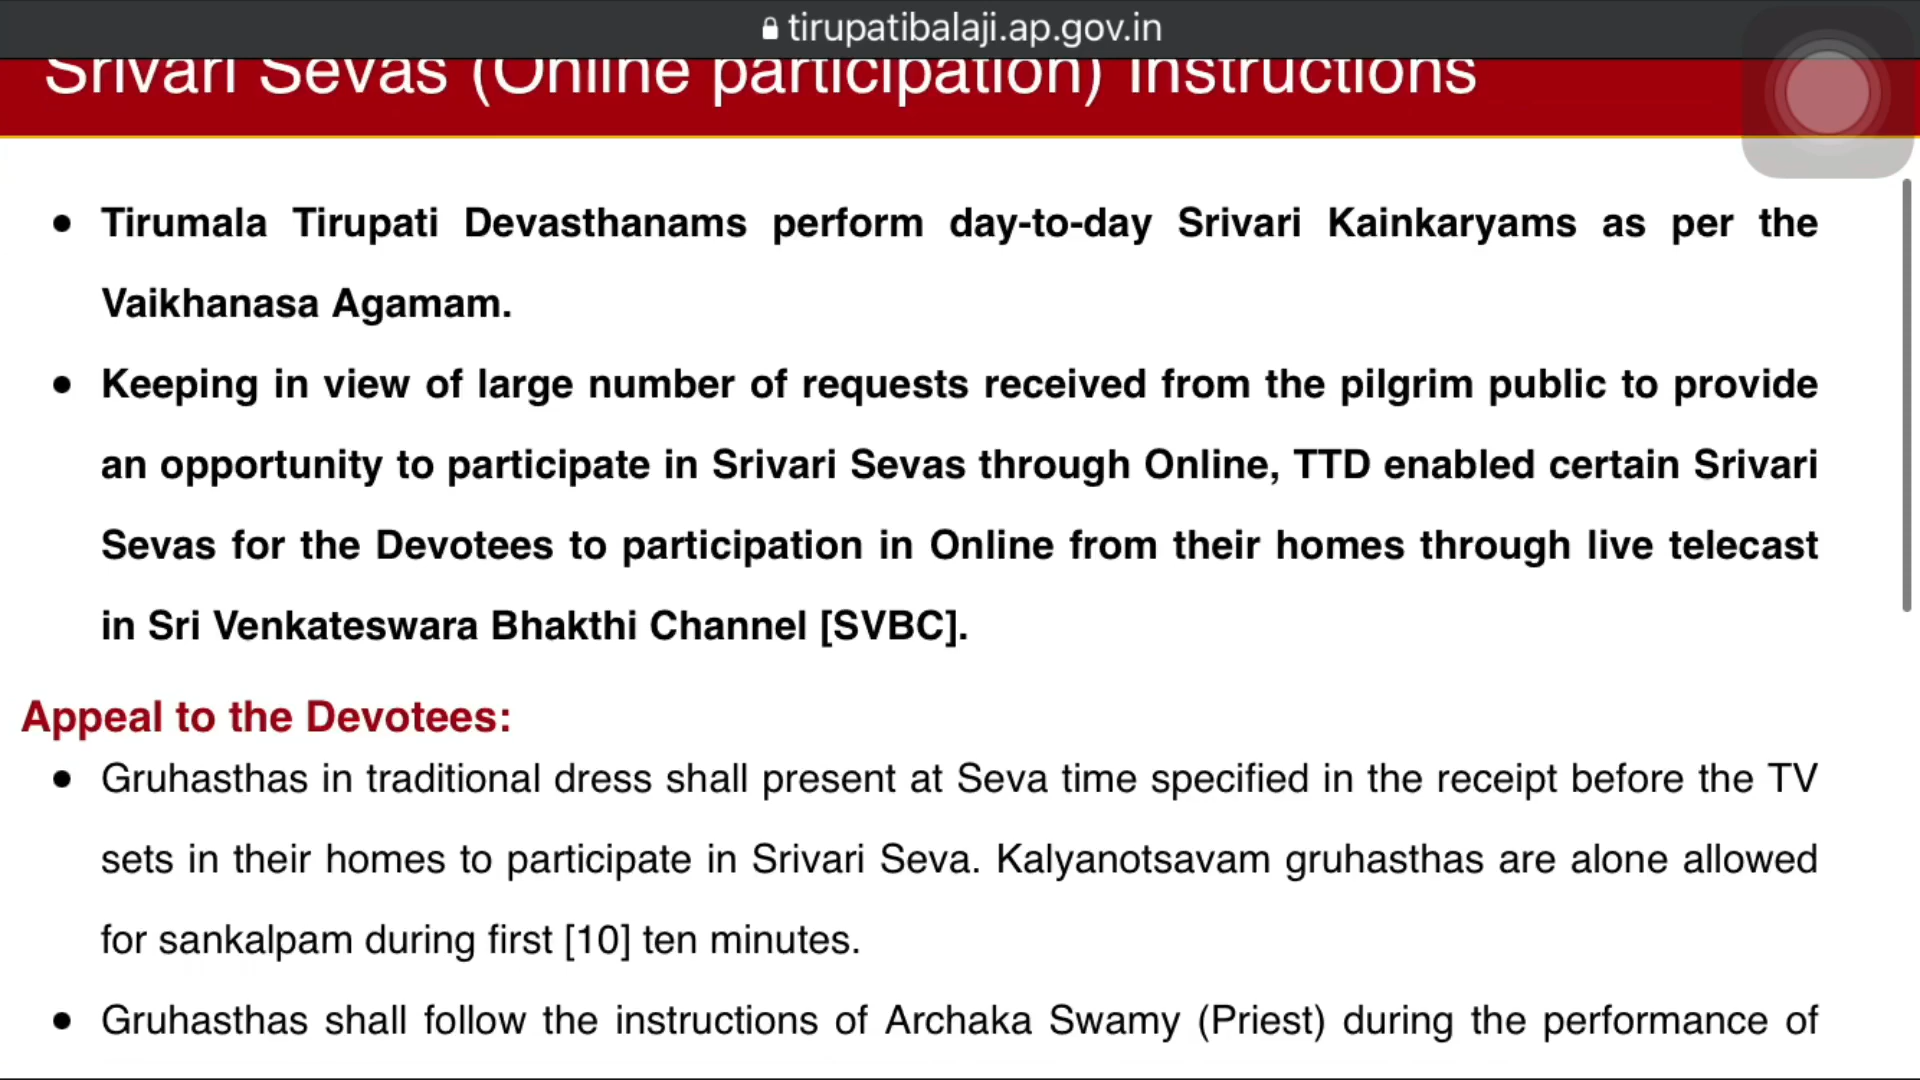 tirupatibalaji.ap.gov.in
Srivari Sevas (Online participation) Instructions
• Tirumala Tirupati Devasthanams perform day-to-day Srivari Kainkaryams as per the
Vaikhanasa Agamam.
• Keeping in view of large number of requests received from the pilgrim public to provide
an opportunity to participate in Srivari Sevas through Online, TTD enabled certain Srivari
Sevas for the Devotees to participation in Online from their homes through live telecast
in Sri Venkateswara Bhakthi Channel [SVBC].
Appeal to the Devotees:
• Gruhasthas in traditional dress shall present at Seva time specified in the receipt before the TV
sets in their homes to participate in Srivari Seva. Kalyanotsavam gruhasthas are alone allowed
for sankalpam during first [10] ten minutes.
• Gruhasthas shall follow the instructions of Archaka Swamy (Priest) during the performance of